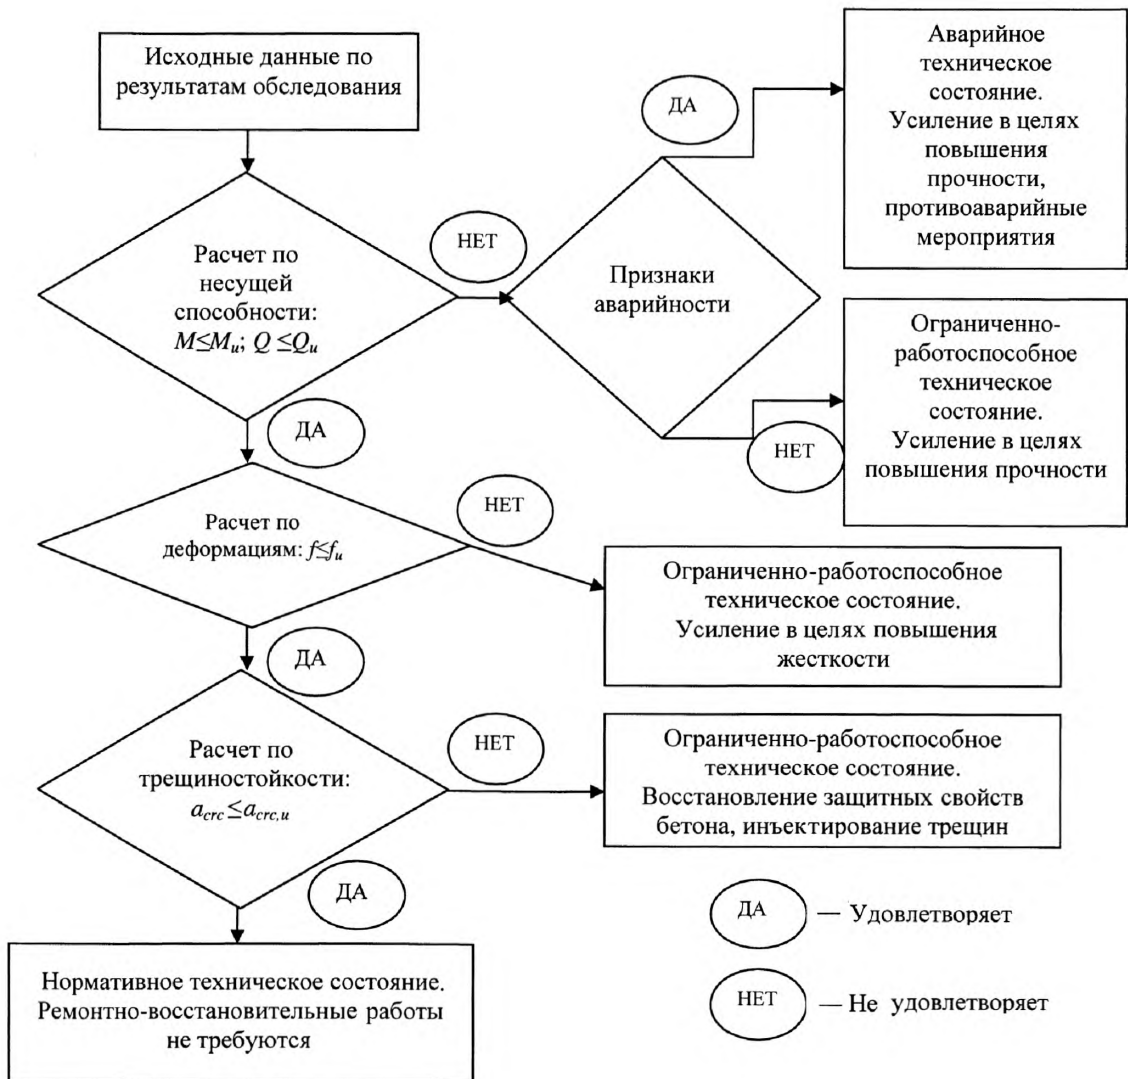 Исходные данные по
результатам обследования
ДА
Аварийное
техническое
состояние.
Усиление в целях
повышения
прочности,
противоаварийные
мероприятия
Расчет по
несущей
способности:
M≤Mu; Q ≤Qu
НЕТ
Признаки
аварийности
Ограниченно-
работоспособное
техническое
состояние.
Усиление в целях
повышения прочности
НЕТ
ДА
Расчет по
деформациям: f≤fu
НЕТ
Ограниченно-работоспособное
техническое состояние.
Усиление в целях повышения
жесткости
ДА
Расчет по
трещиностойкости:
acrc≤acrc,u
НЕТ
Ограниченно-работоспособное
техническое состояние.
Восстановление защитных свойств
бетона, инъектирование трещин
ДА
Нормативное техническое состояние.
Ремонтно-восстановительные работы
не требуются
ДА — Удовлетворяет
НЕТ — Не удовлетворяет